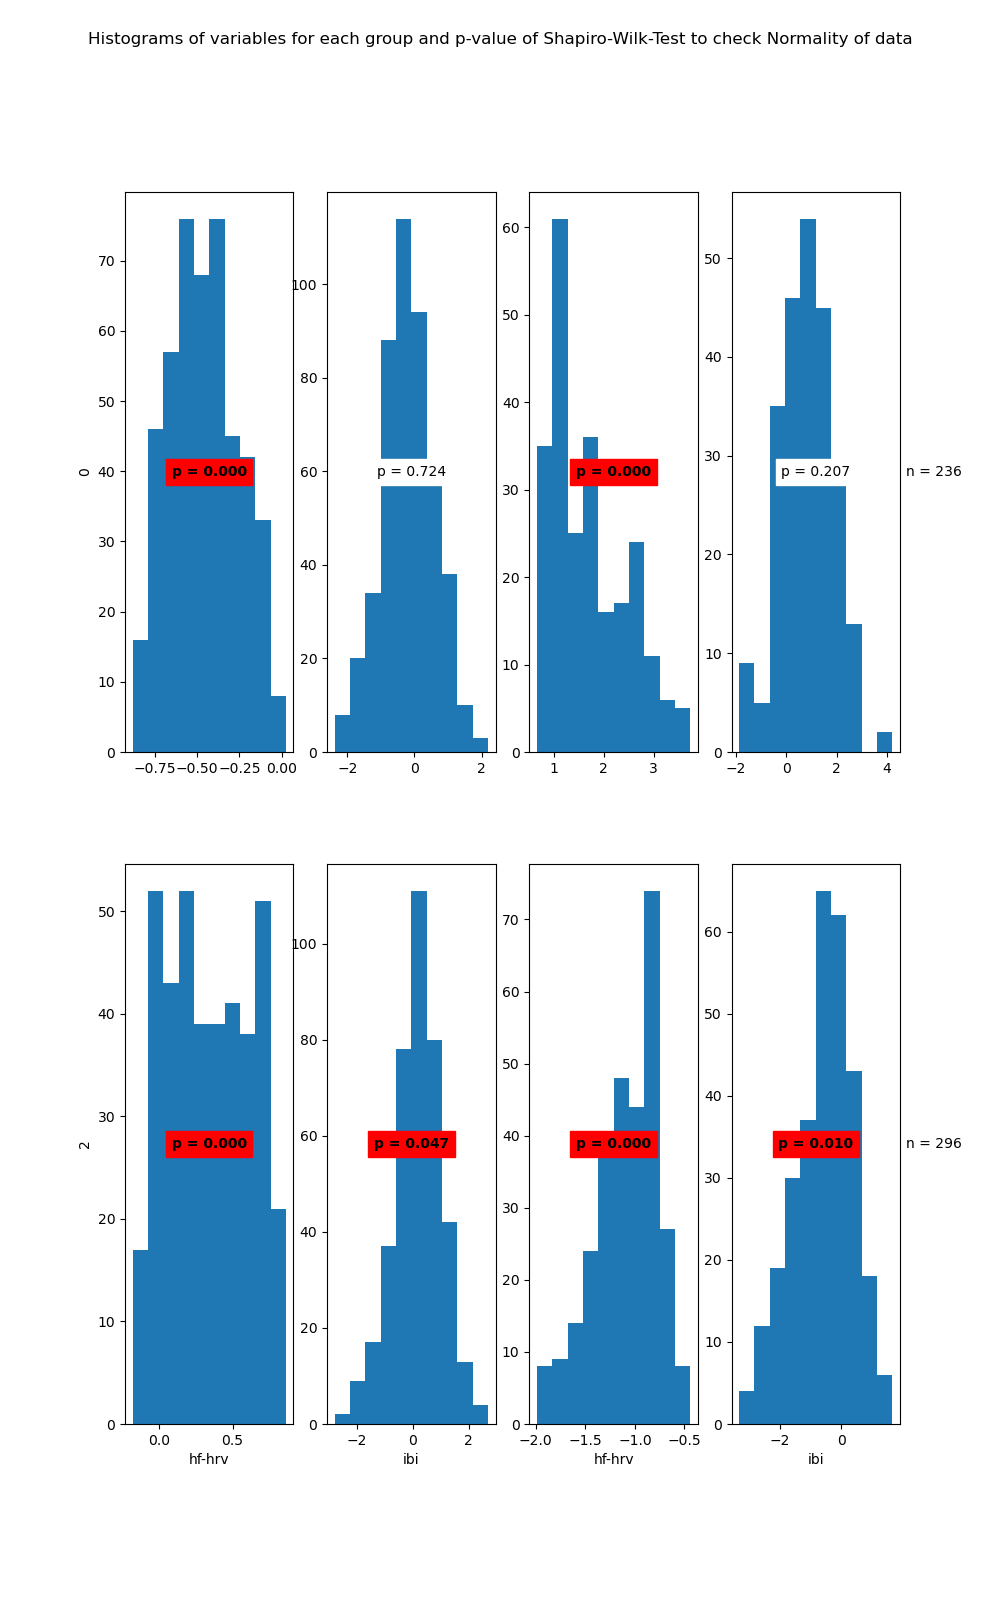 Histograms of variables for each group and p-value of Shapiro-Wilk-Test to check Normality of data
0
70
60
50
40
30
20
10
0
p = 0.000
−0.75 −0.50 −0.25 0.00
100
80
60
40
20
0
p = 0.724
−2 0 2
60
50
40
30
20
10
0
p = 0.000
1 2 3
50
40
30
20
10
0
p = 0.207
−2 0 2 4
n = 236
2
50
40
30
20
10
0
p = 0.000
0.0 0.5
hf-hrv
100
80
60
40
20
0
p = 0.047
−2 0 2
ibi
70
60
50
40
30
20
10
0
p = 0.000
−2.0 −1.5 −1.0 −0.5
hf-hrv
60
50
40
30
20
10
0
p = 0.010
−2 0
ibi
n = 296